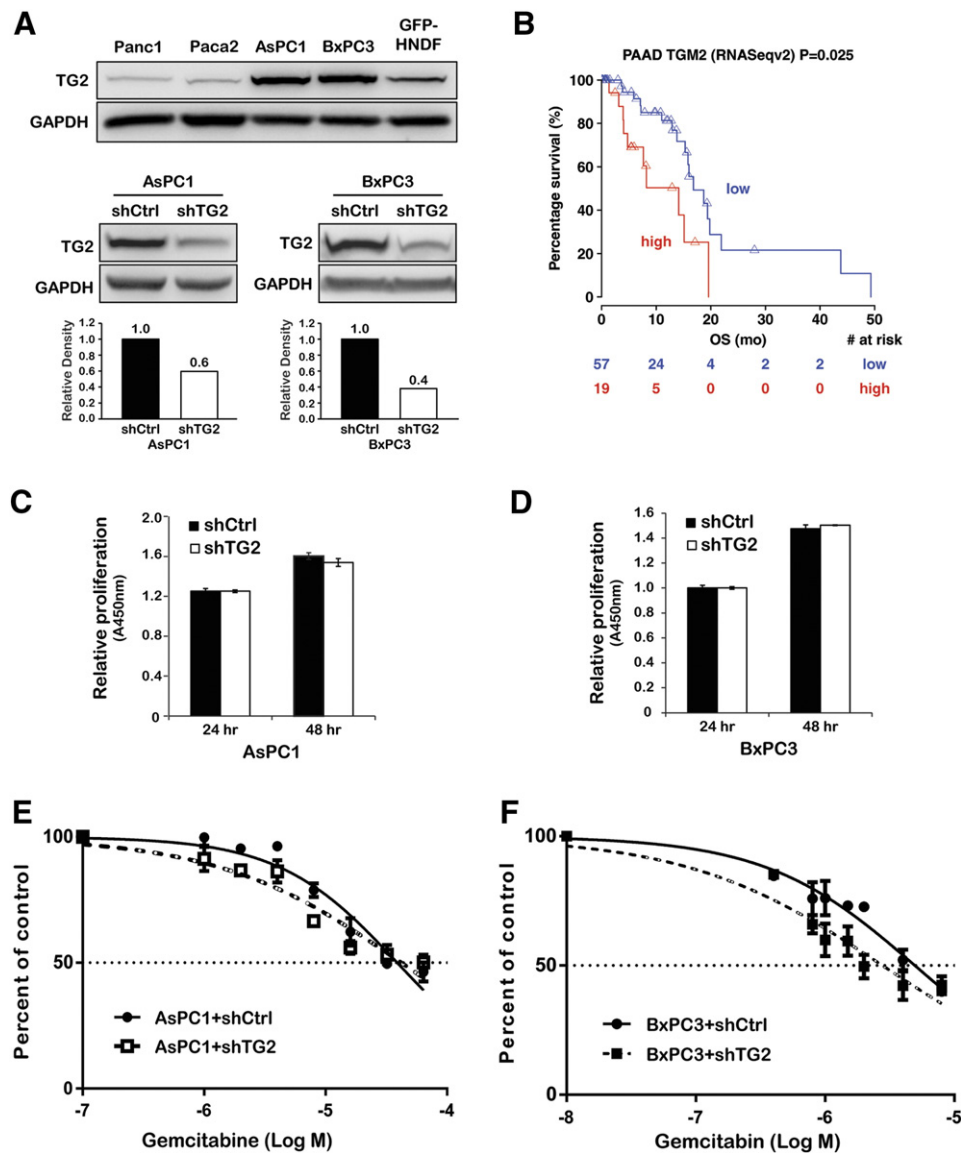 A
Panc1 Paca2 AsPC1 BxPC3 GFP-HNDF
TG2
GAPDH
AsPC1
shCtrl shTG2
TG2
GAPDH
BxPC3
shCtrl shTG2
TG2
GAPDH
Relative Density
1.2
1.0
0.8
0.6
0.4
0.2
0.0
1.0
0.6
shCtrl shTG2
AsPC1
Relative Density
1.2
1.0
0.8
0.6
0.4
0.2
0.0
1.0
0.4
shCtrl shTG2
BxPC3
B
PAAD TGM2 (RNASeqv2) P=0.025
Percentage survival (%)
100
80
60
40
20
0
low
high
0 10 20 30 40 50
OS (mo) # at risk
57 24 4 2 2 low
19 5 0 0 0 high
C
Relative proliferation
(A450nm)
2.0
1.6
1.2
0.8
0.4
0
shCtrl
shTG2
24 hr 48 hr
AsPC1
D
Relative proliferation
(A450nm)
1.6
1.4
1.2
1.0
0.8
0.6
0.4
0.2
0
shCtrl
shTG2
24 hr 48 hr
BxPC3
E
Percent of control
100
50
0
AsPC1+shCtrl
AsPC1+shTG2
-7 -6 -5 -4
Gemcitabine (Log M)
F
Percent of control
100
50
0
BxPC3+shCtrl
BxPC3+shTG2
-8 -7 -6 -5
Gemcitabin (Log M)